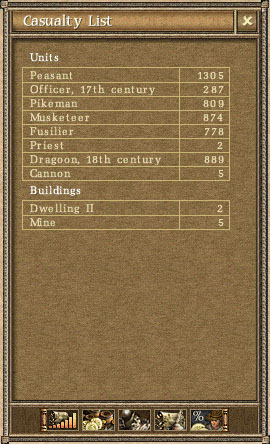 Casualty List
Units
Peasant 1305
Officer, 17th century 287
Pikeman 809
Musketeer 874
Fusilier 778
Priest 2
Dragoon, 18th century 889
Cannon 5
Buildings
Dwelling II 2
Mine 5
%